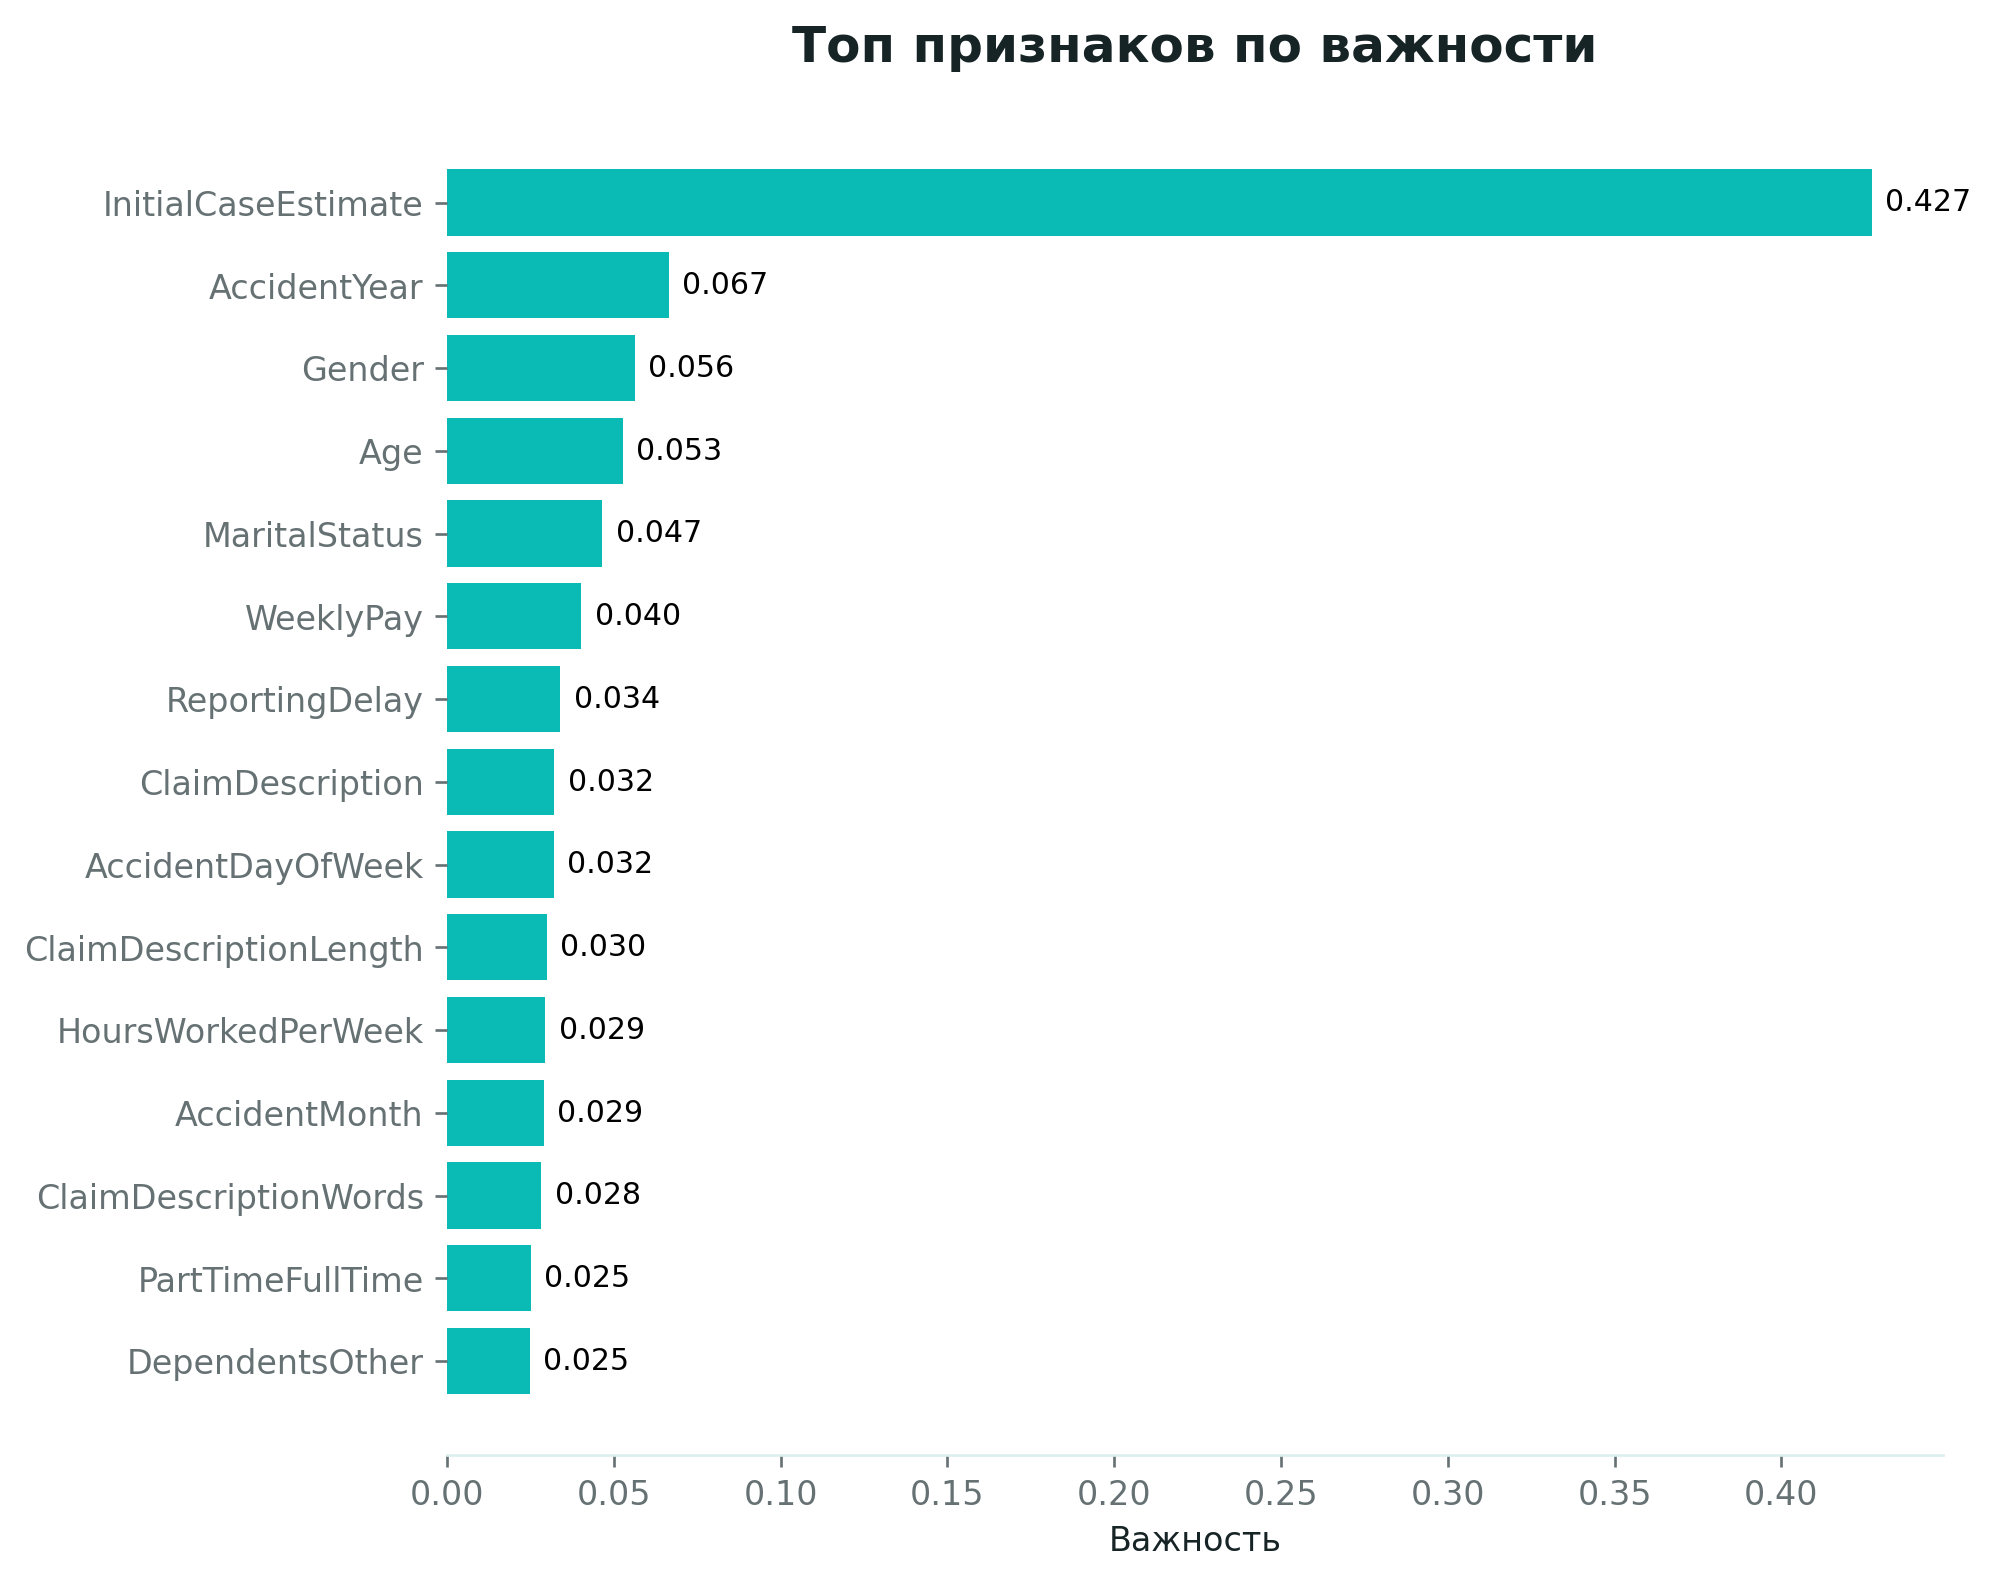 Топ признаков по важности
InitialCaseEstimate 0.427
AccidentYear 0.067
Gender 0.056
Age 0.053
MaritalStatus 0.047
WeeklyPay 0.040
ReportingDelay 0.034
ClaimDescription 0.032
AccidentDayOfWeek 0.032
ClaimDescriptionLength 0.030
HoursWorkedPerWeek 0.029
AccidentMonth 0.029
ClaimDescriptionWords 0.028
PartTimeFullTime 0.025
DependentsOther 0.025
0.00 0.05 0.10 0.15 0.20 0.25 0.30 0.35 0.40
Важность